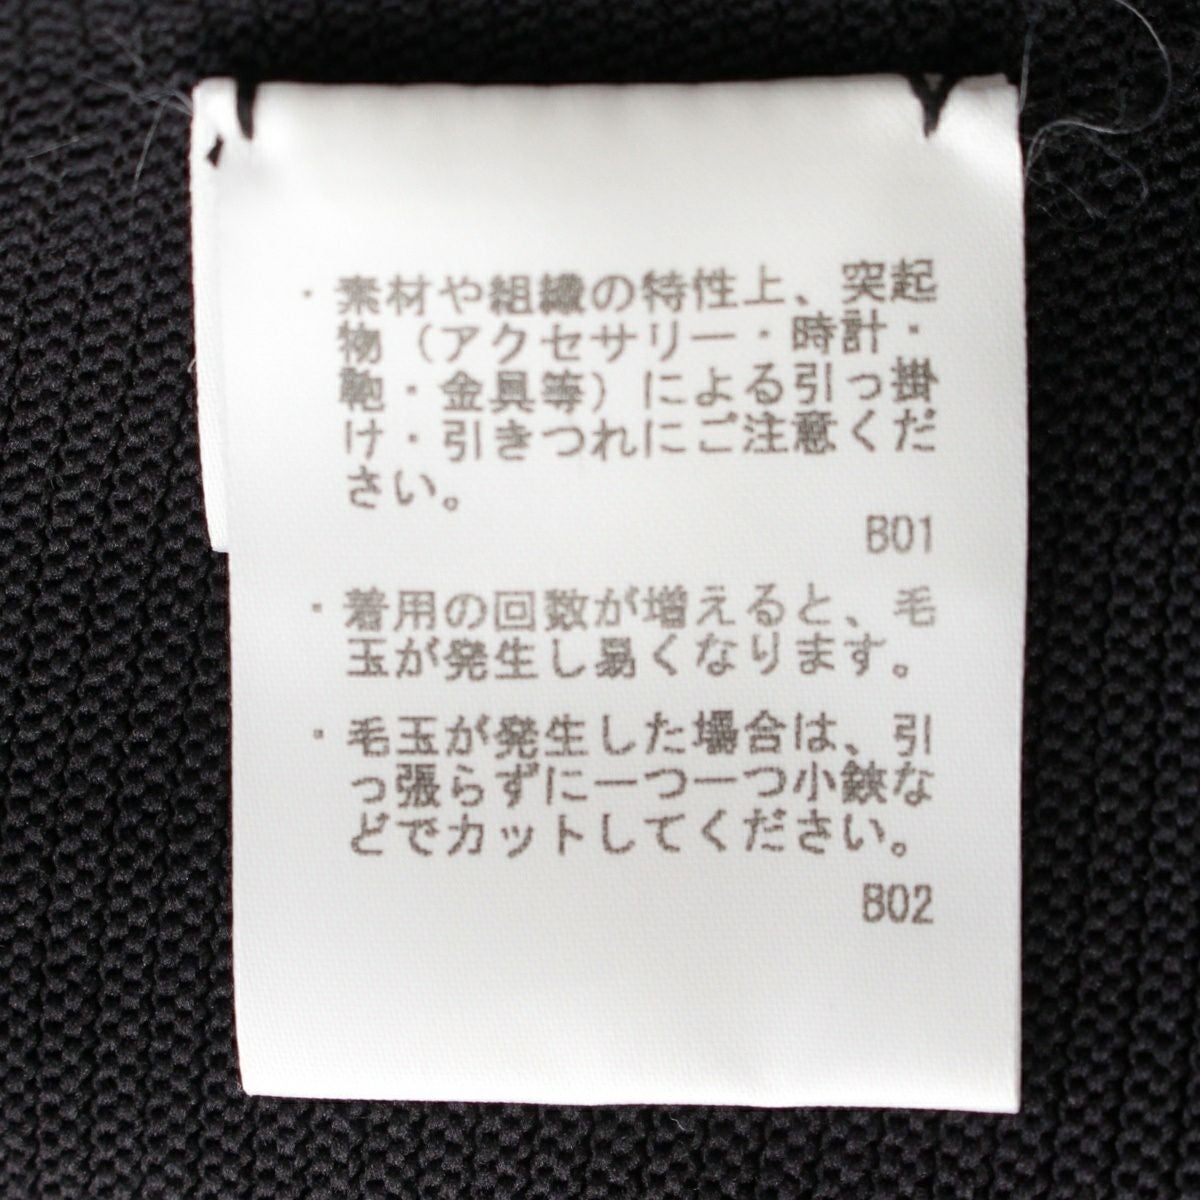 ・素材や組織の特性上、突起
物（アクセサリー・時計・
鞄・金具等）による引っ掛
け・引きつれにご注意くだ
さい。
B01
・着用の回数が増えると、毛
玉が発生し易くなります。
・毛玉が発生した場合は、引
っ張らずに一つ一つ小鋏な
どでカットしてください。
B02